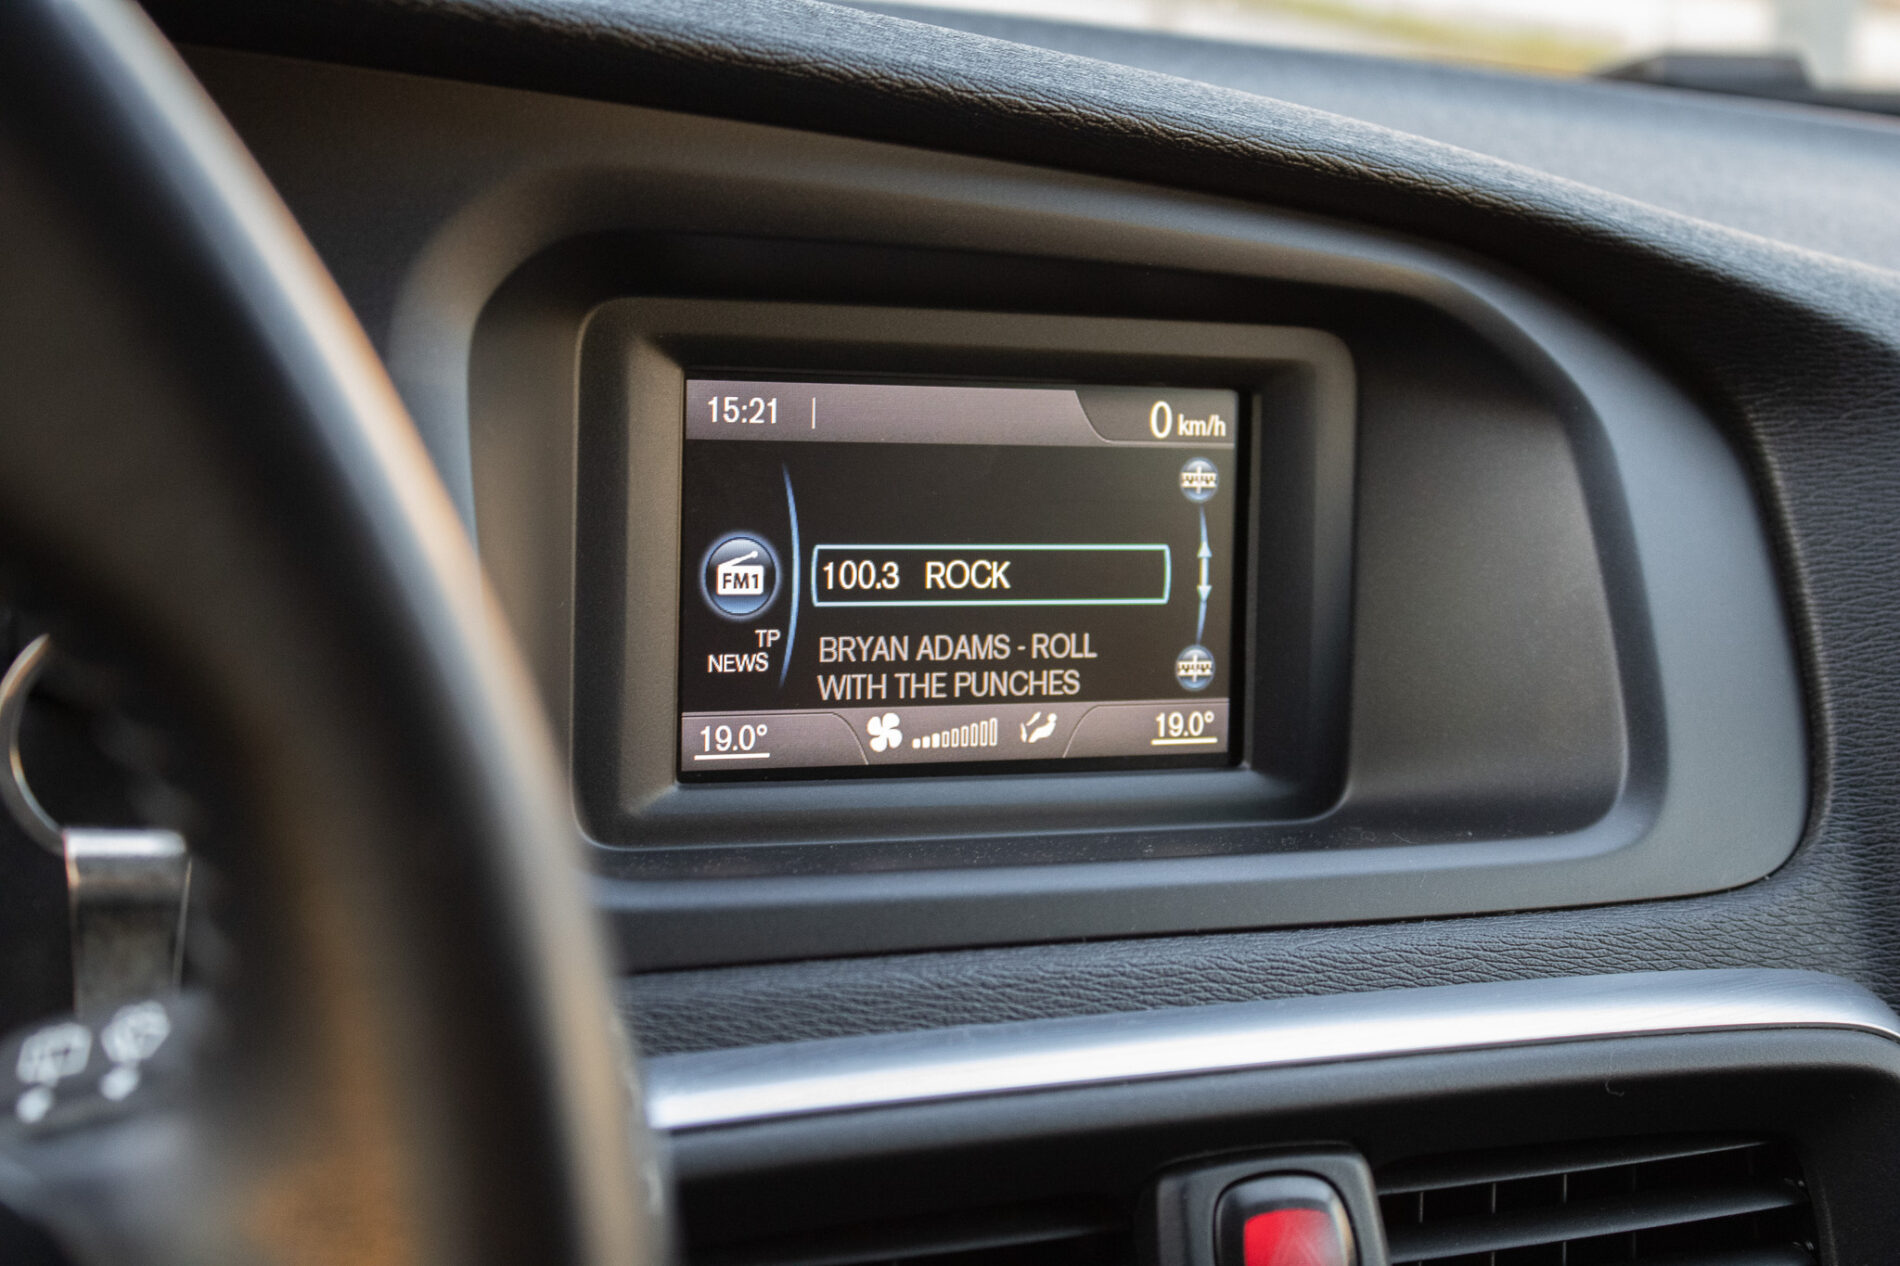 15:21 |
0 km/h
FM1
100.3 ROCK
TP
NEWS
BRYAN ADAMS - ROLL
WITH THE PUNCHES
19.0°
19.0°